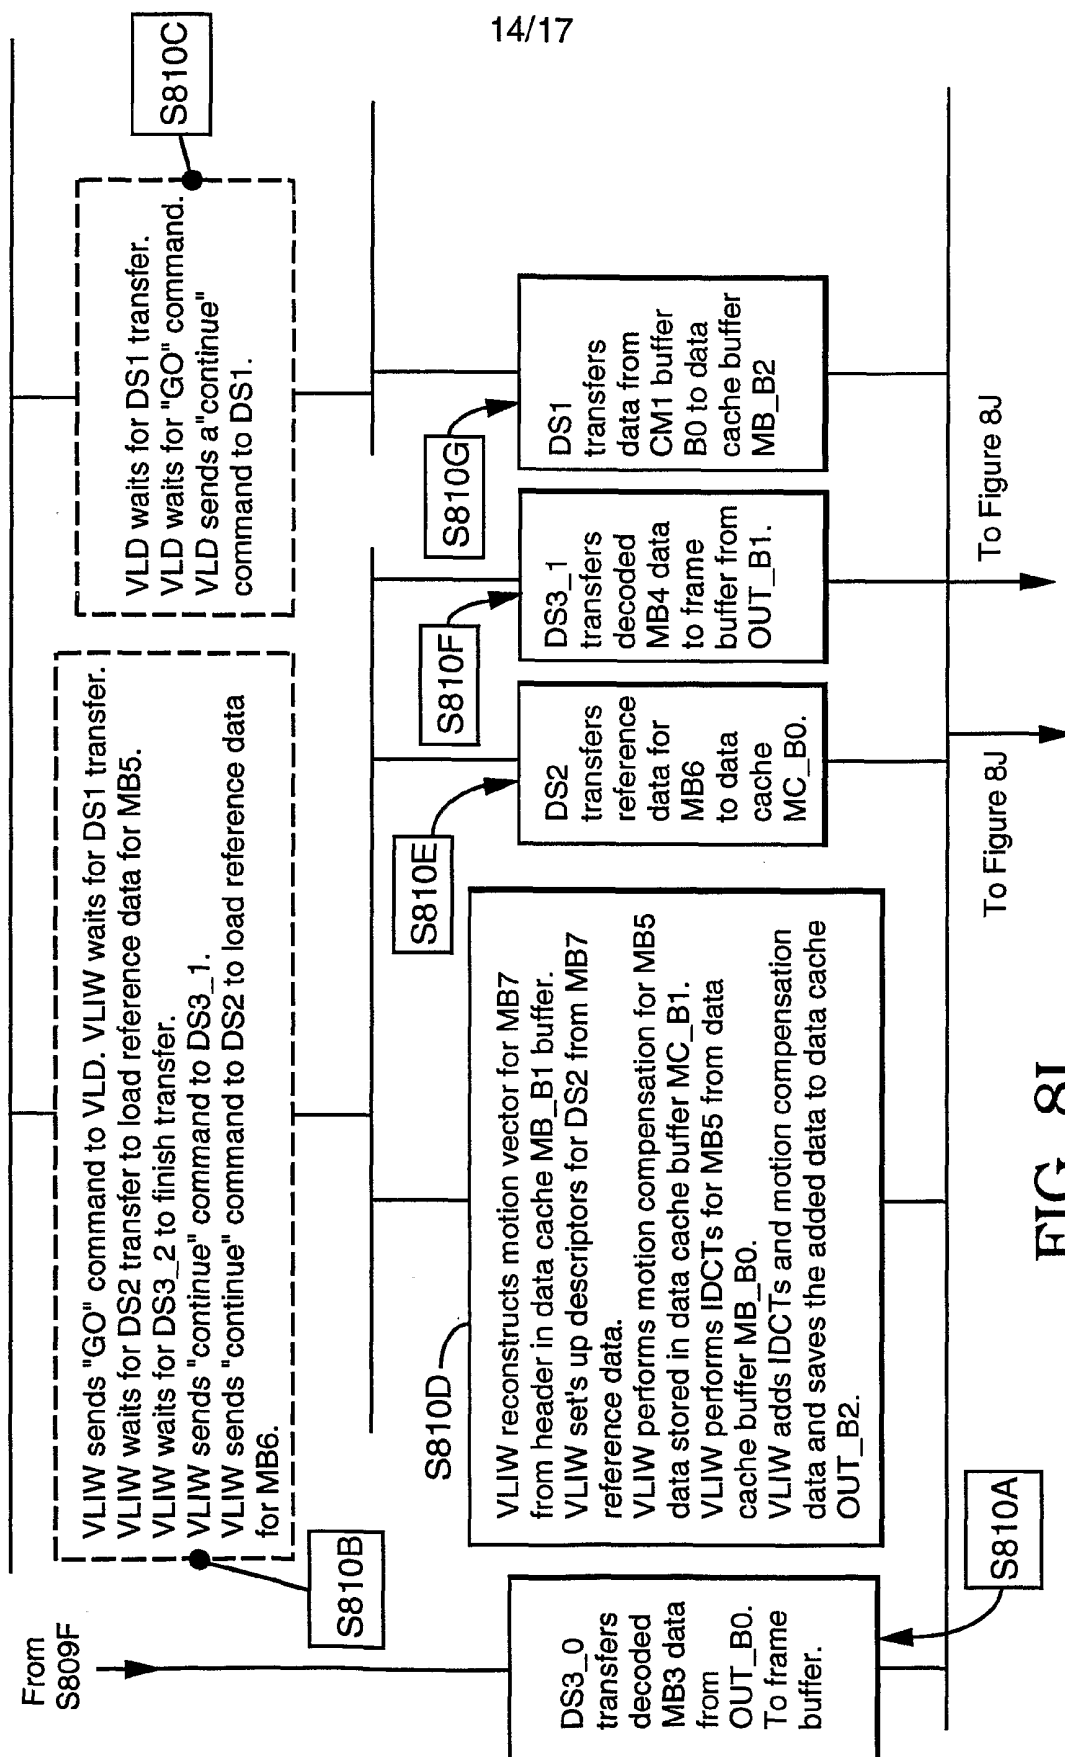 14/17
From
S809F
VLIW sends "GO" command to VLD. VLIW waits for DS1 transfer.
VLIW waits for DS2 transfer to load reference data for MB5.
VLIW waits for DS3_2 to finish transfer.
VLIW sends "continue" command to DS3_1.
VLIW sends "continue" command to DS2 to load reference data
for MB6.
S810B
VLD waits for DS1 transfer.
VLD waits for "GO" command.
VLD sends a"continue"
command to DS1.
S810C
DS3_0
transfers
decoded
MB3 data
from
OUT_B0.
To frame
buffer.
S810A
S810D
VLIW reconstructs motion vector for MB7
from header in data cache MB_B1 buffer.
VLIW set's up descriptors for DS2 from MB7
reference data.
VLIW performs motion compensation for MB5
data stored in data cache buffer MC_B1.
VLIW performs IDCTs for MB5 from data
cache buffer MB_B0.
VLIW adds IDCTs and motion compensation
data and saves the added data to data cache
OUT_B2.
S810E
DS2
transfers
reference
data for
MB6
to data
cache
MC_B0.
S810F
DS3_1
transfers
decoded
MB4 data
to frame
buffer from
OUT_B1.
S810G
DS1
transfers
data from
CM1 buffer
B0 to data
cache buffer
MB_B2
To Figure 8J
To Figure 8J